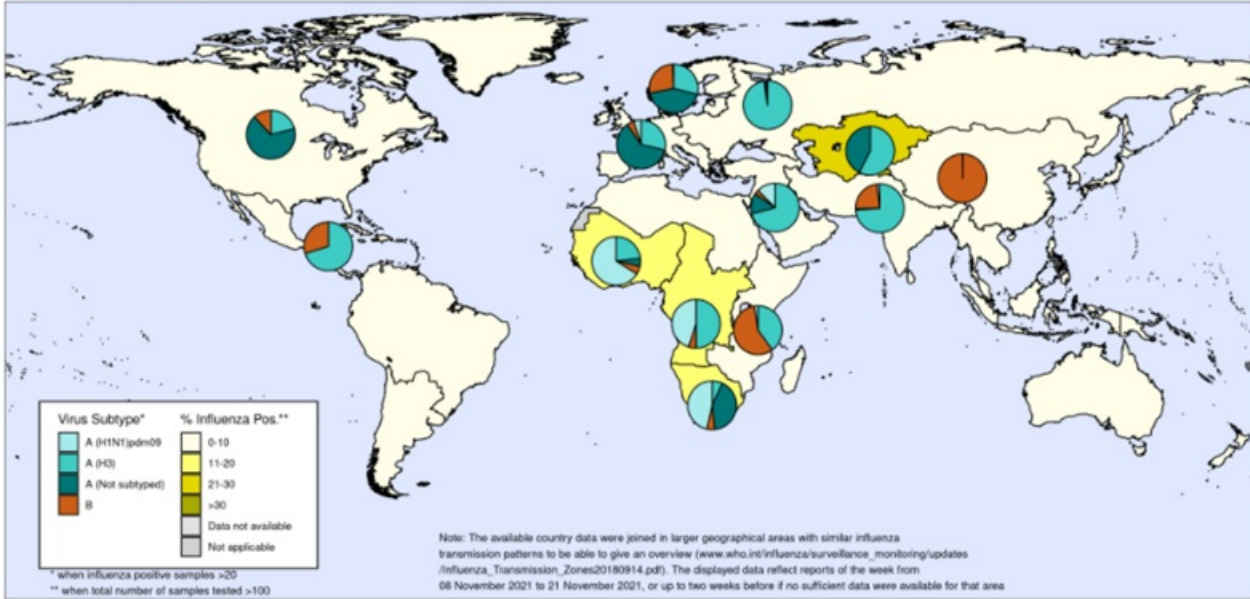 Virus Subtype*
A (H1N1)pdm09
A (H3)
A (Not subtyped)
B
% Influenza Pos.**
0-10
11-20
21-30
>30
Data not available
Not applicable
* when influenza positive samples >20
** when total number of samples tested >100
Note: The available country data were joined in larger geographical areas with similar influenza
transmission patterns to be able to give an overview (www.who.int/influenza/surveillance_monitoring/updates
/Influenza_Transmission_Zones20180914.pdf). The displayed data reflect reports of the week from
08 November 2021 to 21 November 2021, or up to two weeks before if no sufficient data were available for that area